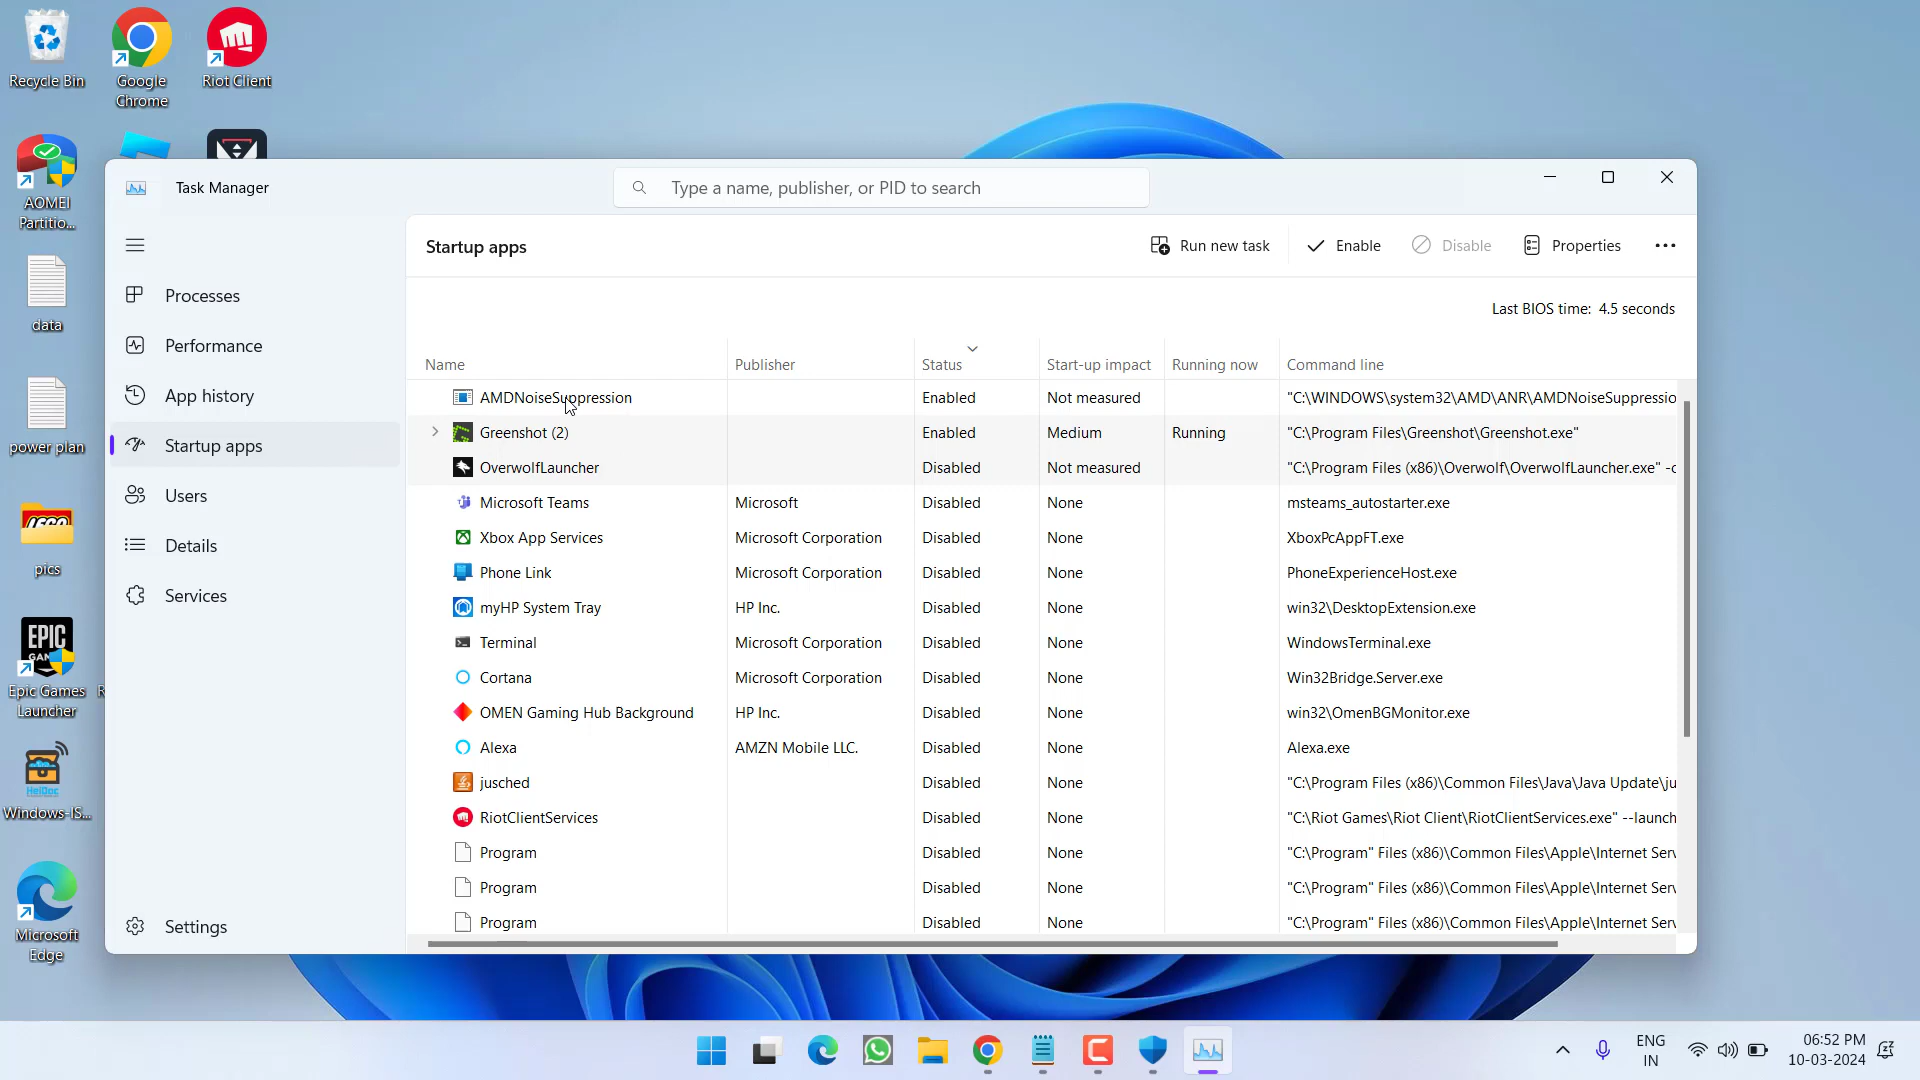 Recycle Bin
Google
Chrome
Riot Client
AOMEI
Partitio...
data
power plan
LEGO
pics
EPIC
Epic Games
Launcher
HeiDoc
Windows-IS...
Microsoft
Edge
Task Manager
Type a name, publisher, or PID to search
Processes
Performance
App history
Startup apps
Users
Details
Services
Settings
Startup apps
Run new task
Enable
Disable
Properties
Last BIOS time: 4.5 seconds
Name Publisher Status Start-up impact Running now Command line
AMDNoiseSuppression Enabled Not measured "C:\WINDOWS\system32\AMD\ANR\AMDNoiseSuppressio
Greenshot (2) Enabled Medium Running "C:\Program Files\Greenshot\Greenshot.exe"
OverwolfLauncher Disabled Not measured "C:\Program Files (x86)\Overwolf\OverwolfLauncher.exe" -c
Microsoft Teams Microsoft Disabled None msteams_autostarter.exe
Xbox App Services Microsoft Corporation Disabled None XboxPcAppFT.exe
Phone Link Microsoft Corporation Disabled None PhoneExperienceHost.exe
myHP System Tray HP Inc. Disabled None win32\DesktopExtension.exe
Terminal Microsoft Corporation Disabled None WindowsTerminal.exe
Cortana Microsoft Corporation Disabled None Win32Bridge.Server.exe
OMEN Gaming Hub Background HP Inc. Disabled None win32\OmenBGMonitor.exe
Alexa AMZN Mobile LLC. Disabled None Alexa.exe
jusched Disabled None "C:\Program Files (x86)\Common Files\Java\Java Update\ju
RiotClientServices Disabled None "C:\Riot Games\Riot Client\RiotClientServices.exe" --launch
Program Disabled None "C:\Program" Files (x86)\Common Files\Apple\Internet Serv
Program Disabled None "C:\Program" Files (x86)\Common Files\Apple\Internet Serv
Program Disabled None "C:\Program" Files (x86)\Common Files\Apple\Internet Serv
ENG
IN
06:52 PM
10-03-2024